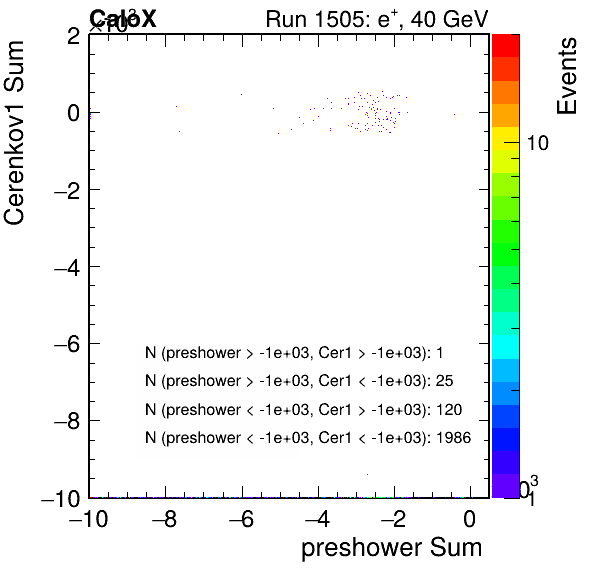 CaloX
×10³
Run 1505: e⁺, 40 GeV
Cerenkov1 Sum
Events
2
0
−2
−4
−6
−8
−10
10
1
N (preshower > -1e+03, Cer1 > -1e+03): 1
N (preshower > -1e+03, Cer1 < -1e+03): 25
N (preshower < -1e+03, Cer1 > -1e+03): 120
N (preshower < -1e+03, Cer1 < -1e+03): 1986
−10
−8
−6
−4
−2
0
preshower Sum